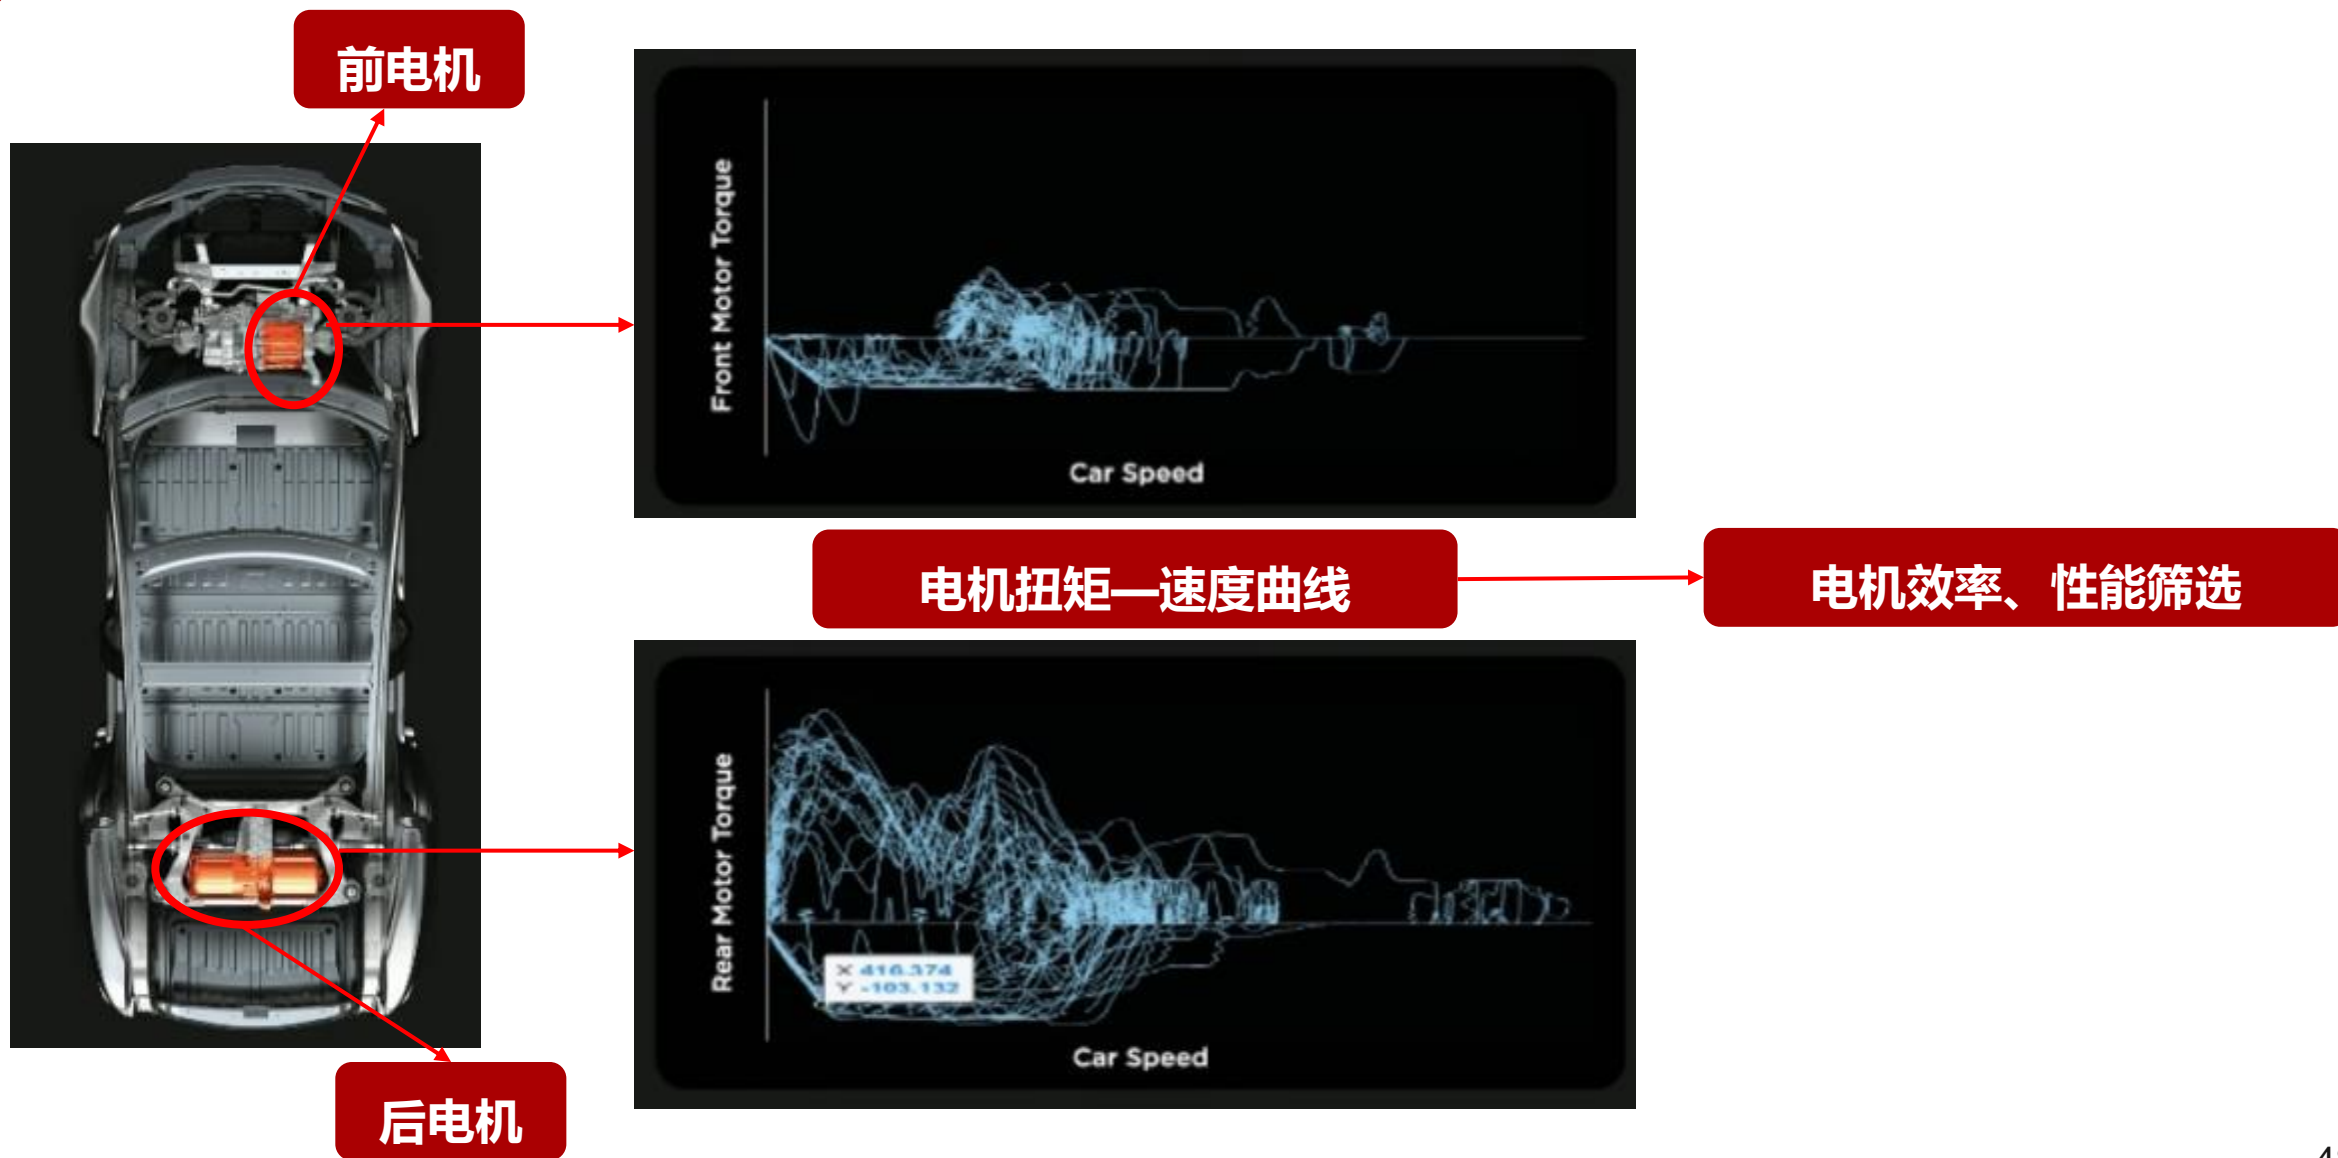 前电机
Front Motor Torque
Car Speed
电机扭矩—速度曲线
电机效率、性能筛选
Rear Motor Torque
X 416.374
Y -103.132
Car Speed
后电机